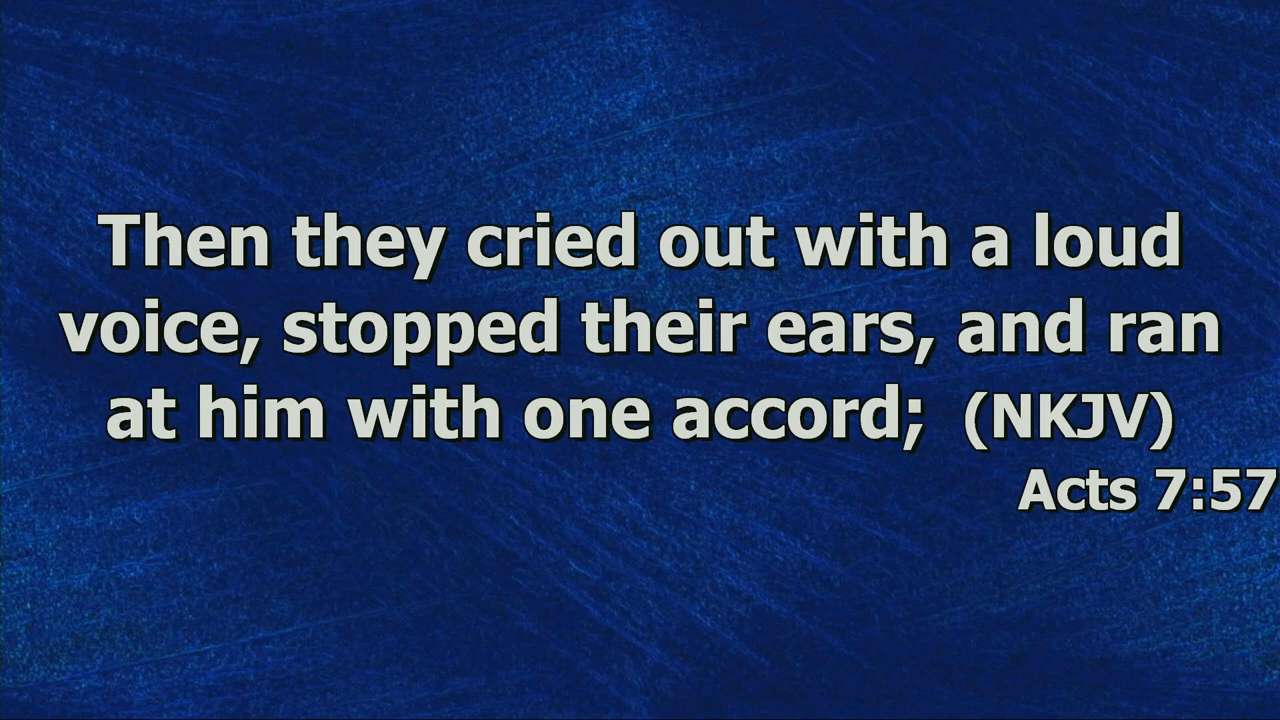 Then they cried out with a loud
voice, stopped their ears, and ran
at him with one accord; (NKJV)
Acts 7:57